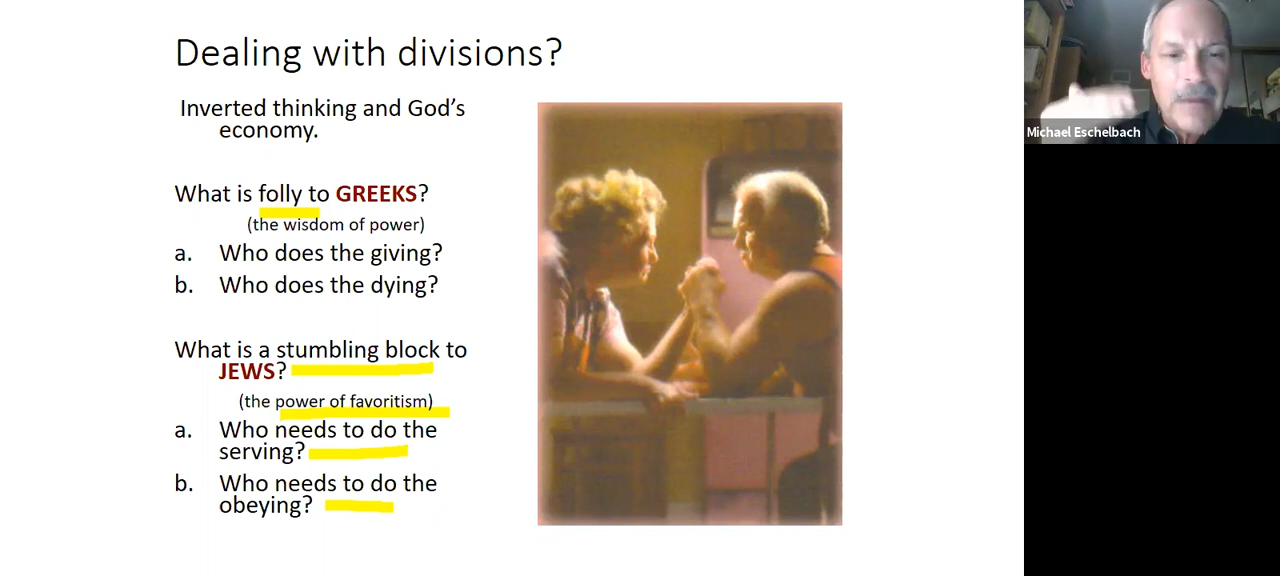 Dealing with divisions?
Inverted thinking and God’s
economy.
What is folly to GREEKS?
(the wisdom of power)
a. Who does the giving?
b. Who does the dying?
What is a stumbling block to
JEWS?
(the power of favoritism)
a. Who needs to do the
serving?
b. Who needs to do the
obeying?
Michael Eschelbach